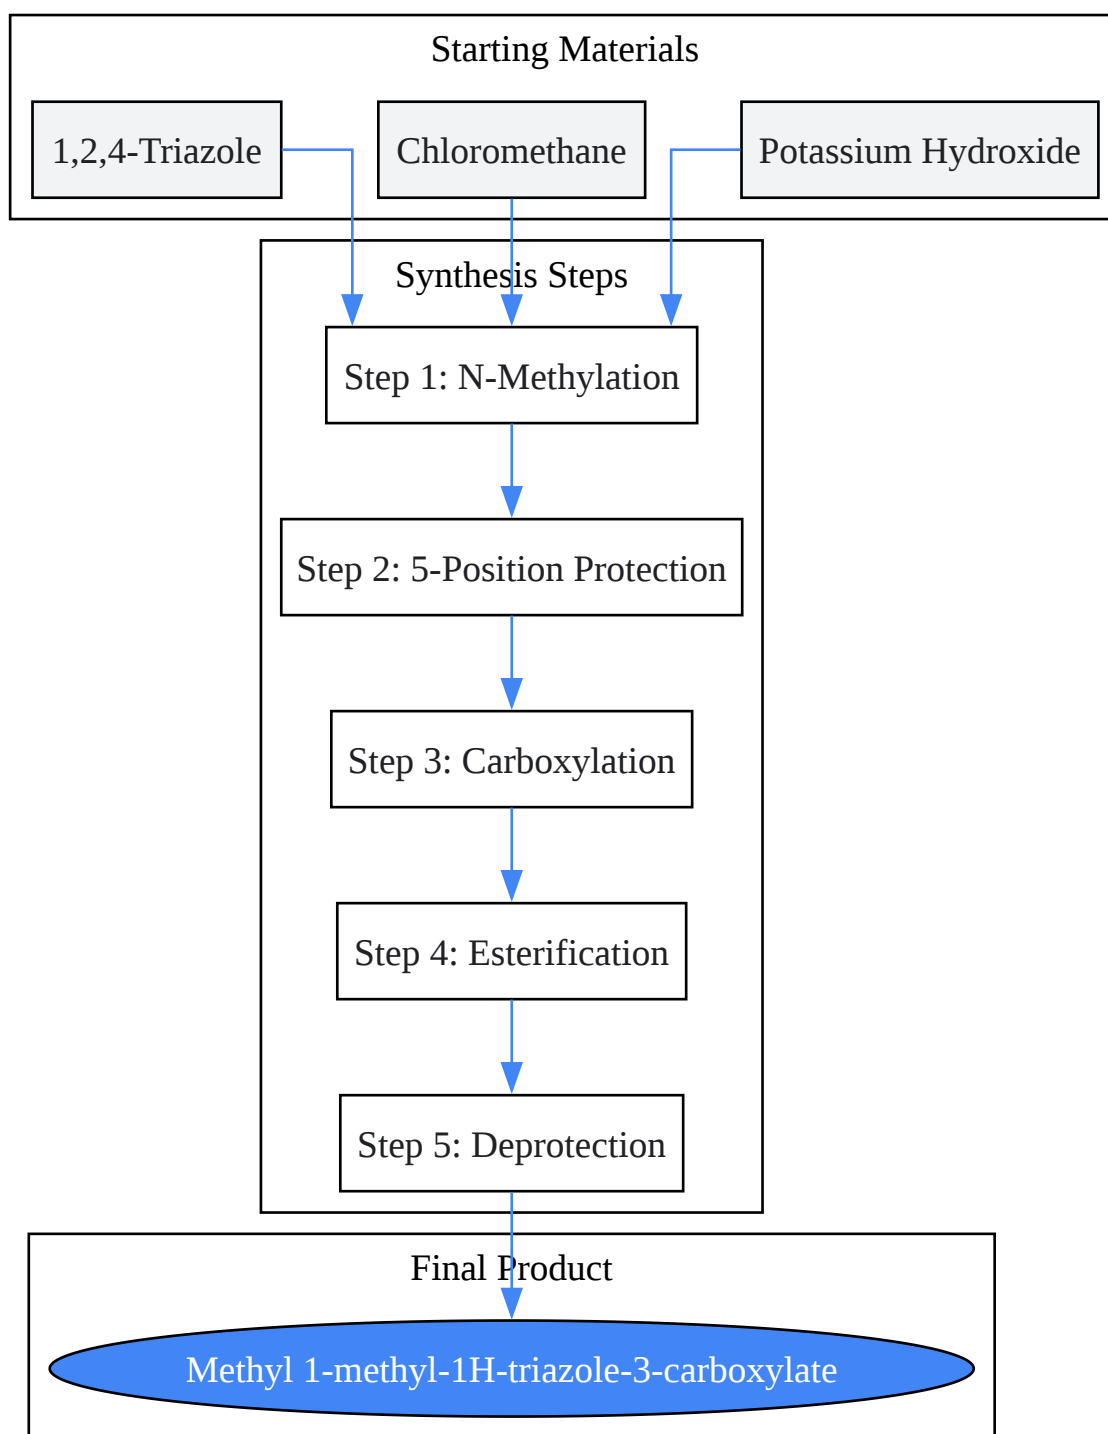 Starting Materials
1,2,4-Triazole
Chloromethane
Potassium Hydroxide
Synthesis Steps
Step 1: N-Methylation
Step 2: 5-Position Protection
Step 3: Carboxylation
Step 4: Esterification
Step 5: Deprotection
Final Product
Methyl 1-methyl-1H-triazole-3-carboxylate